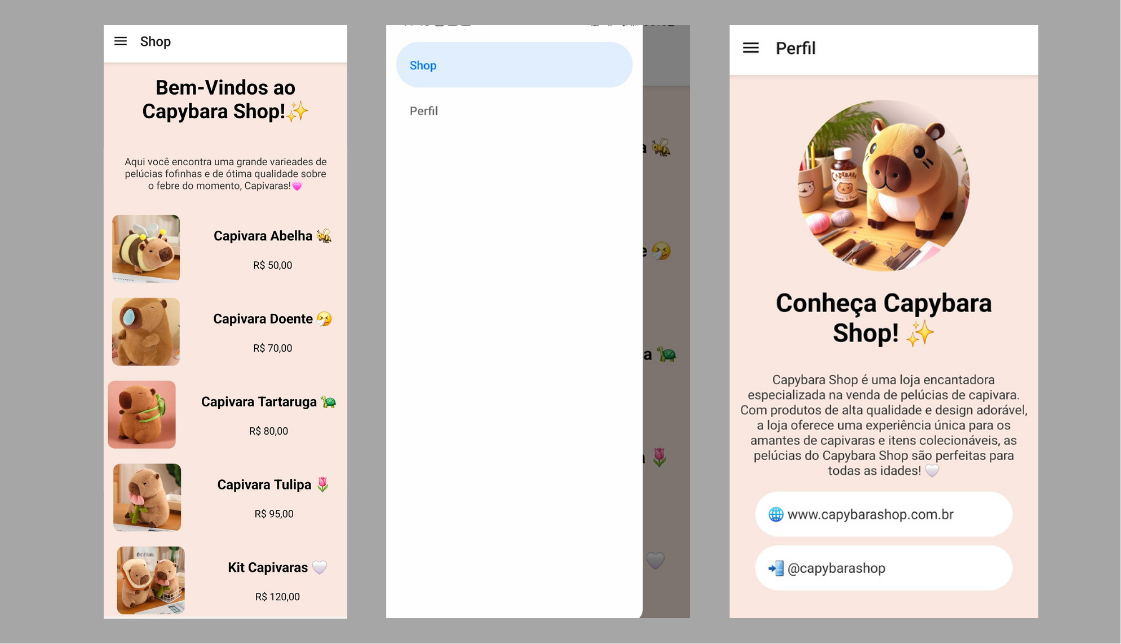 Shop
Bem-Vindos ao
Capybara Shop!✨
Aqui você encontra uma grande varieades de
pelúcias fofinhas e de ótima qualidade sobre
o febre do momento, Capivaras!💗
Capivara Abelha 🐝
R$ 50,00
Capivara Doente 🤧
R$ 70,00
Capivara Tartaruga 🐢
R$ 80,00
Capivara Tulipa 🌷
R$ 95,00
Kit Capivaras 🤍
R$ 120,00
Shop
Perfil
Perfil
CAPYBARA
Conheça Capybara
Shop! ✨
Capybara Shop é uma loja encantadora
especializada na venda de pelúcias de capivara.
Com produtos de alta qualidade e design adorável,
a loja oferece uma experiência única para os
amantes de capivaras e itens colecionáveis, as
pelúcias do Capybara Shop são perfeitas para
todas as idades! 🤍
🌐 www.capybarashop.com.br
📲 @capybarashop